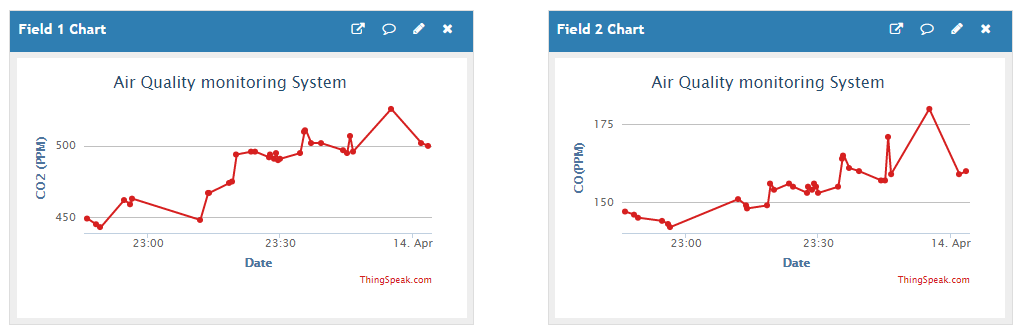 Field 1 Chart
Air Quality monitoring System
CO2 (PPM)
500
450
23:00
23:30
14. Apr
Date
ThingSpeak.com
Field 2 Chart
Air Quality monitoring System
CO(PPM)
175
150
23:00
23:30
14. Apr
Date
ThingSpeak.com